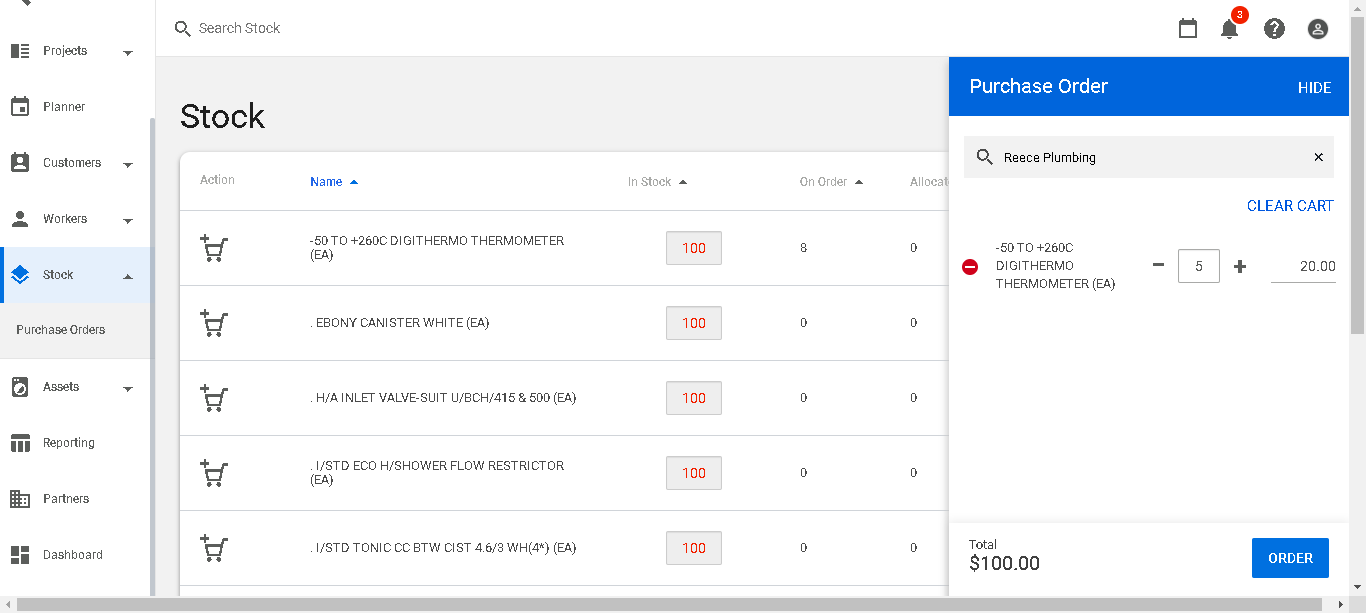 Search Stock
3
Projects
Planner
Customers
Workers
Stock
Purchase Orders
Assets
Reporting
Partners
Dashboard
Stock
Action Name In Stock On Order Allocat
-50 TO +260C DIGITHERMO THERMOMETER
(EA)
100 8 0
. EBONY CANISTER WHITE (EA) 100 0 0
. H/A INLET VALVE-SUIT U/BCH/415 & 500 (EA) 100 0 0
. I/STD ECO H/SHOWER FLOW RESTRICTOR
(EA)
100 0 0
. I/STD TONIC CC BTW CIST 4.6/3 WH(4*) (EA) 100 0 0
Purchase Order HIDE
Reece Plumbing
CLEAR CART
-50 TO +260C
DIGITHERMO
THERMOMETER (EA)
5 20.00
Total
$100.00
ORDER